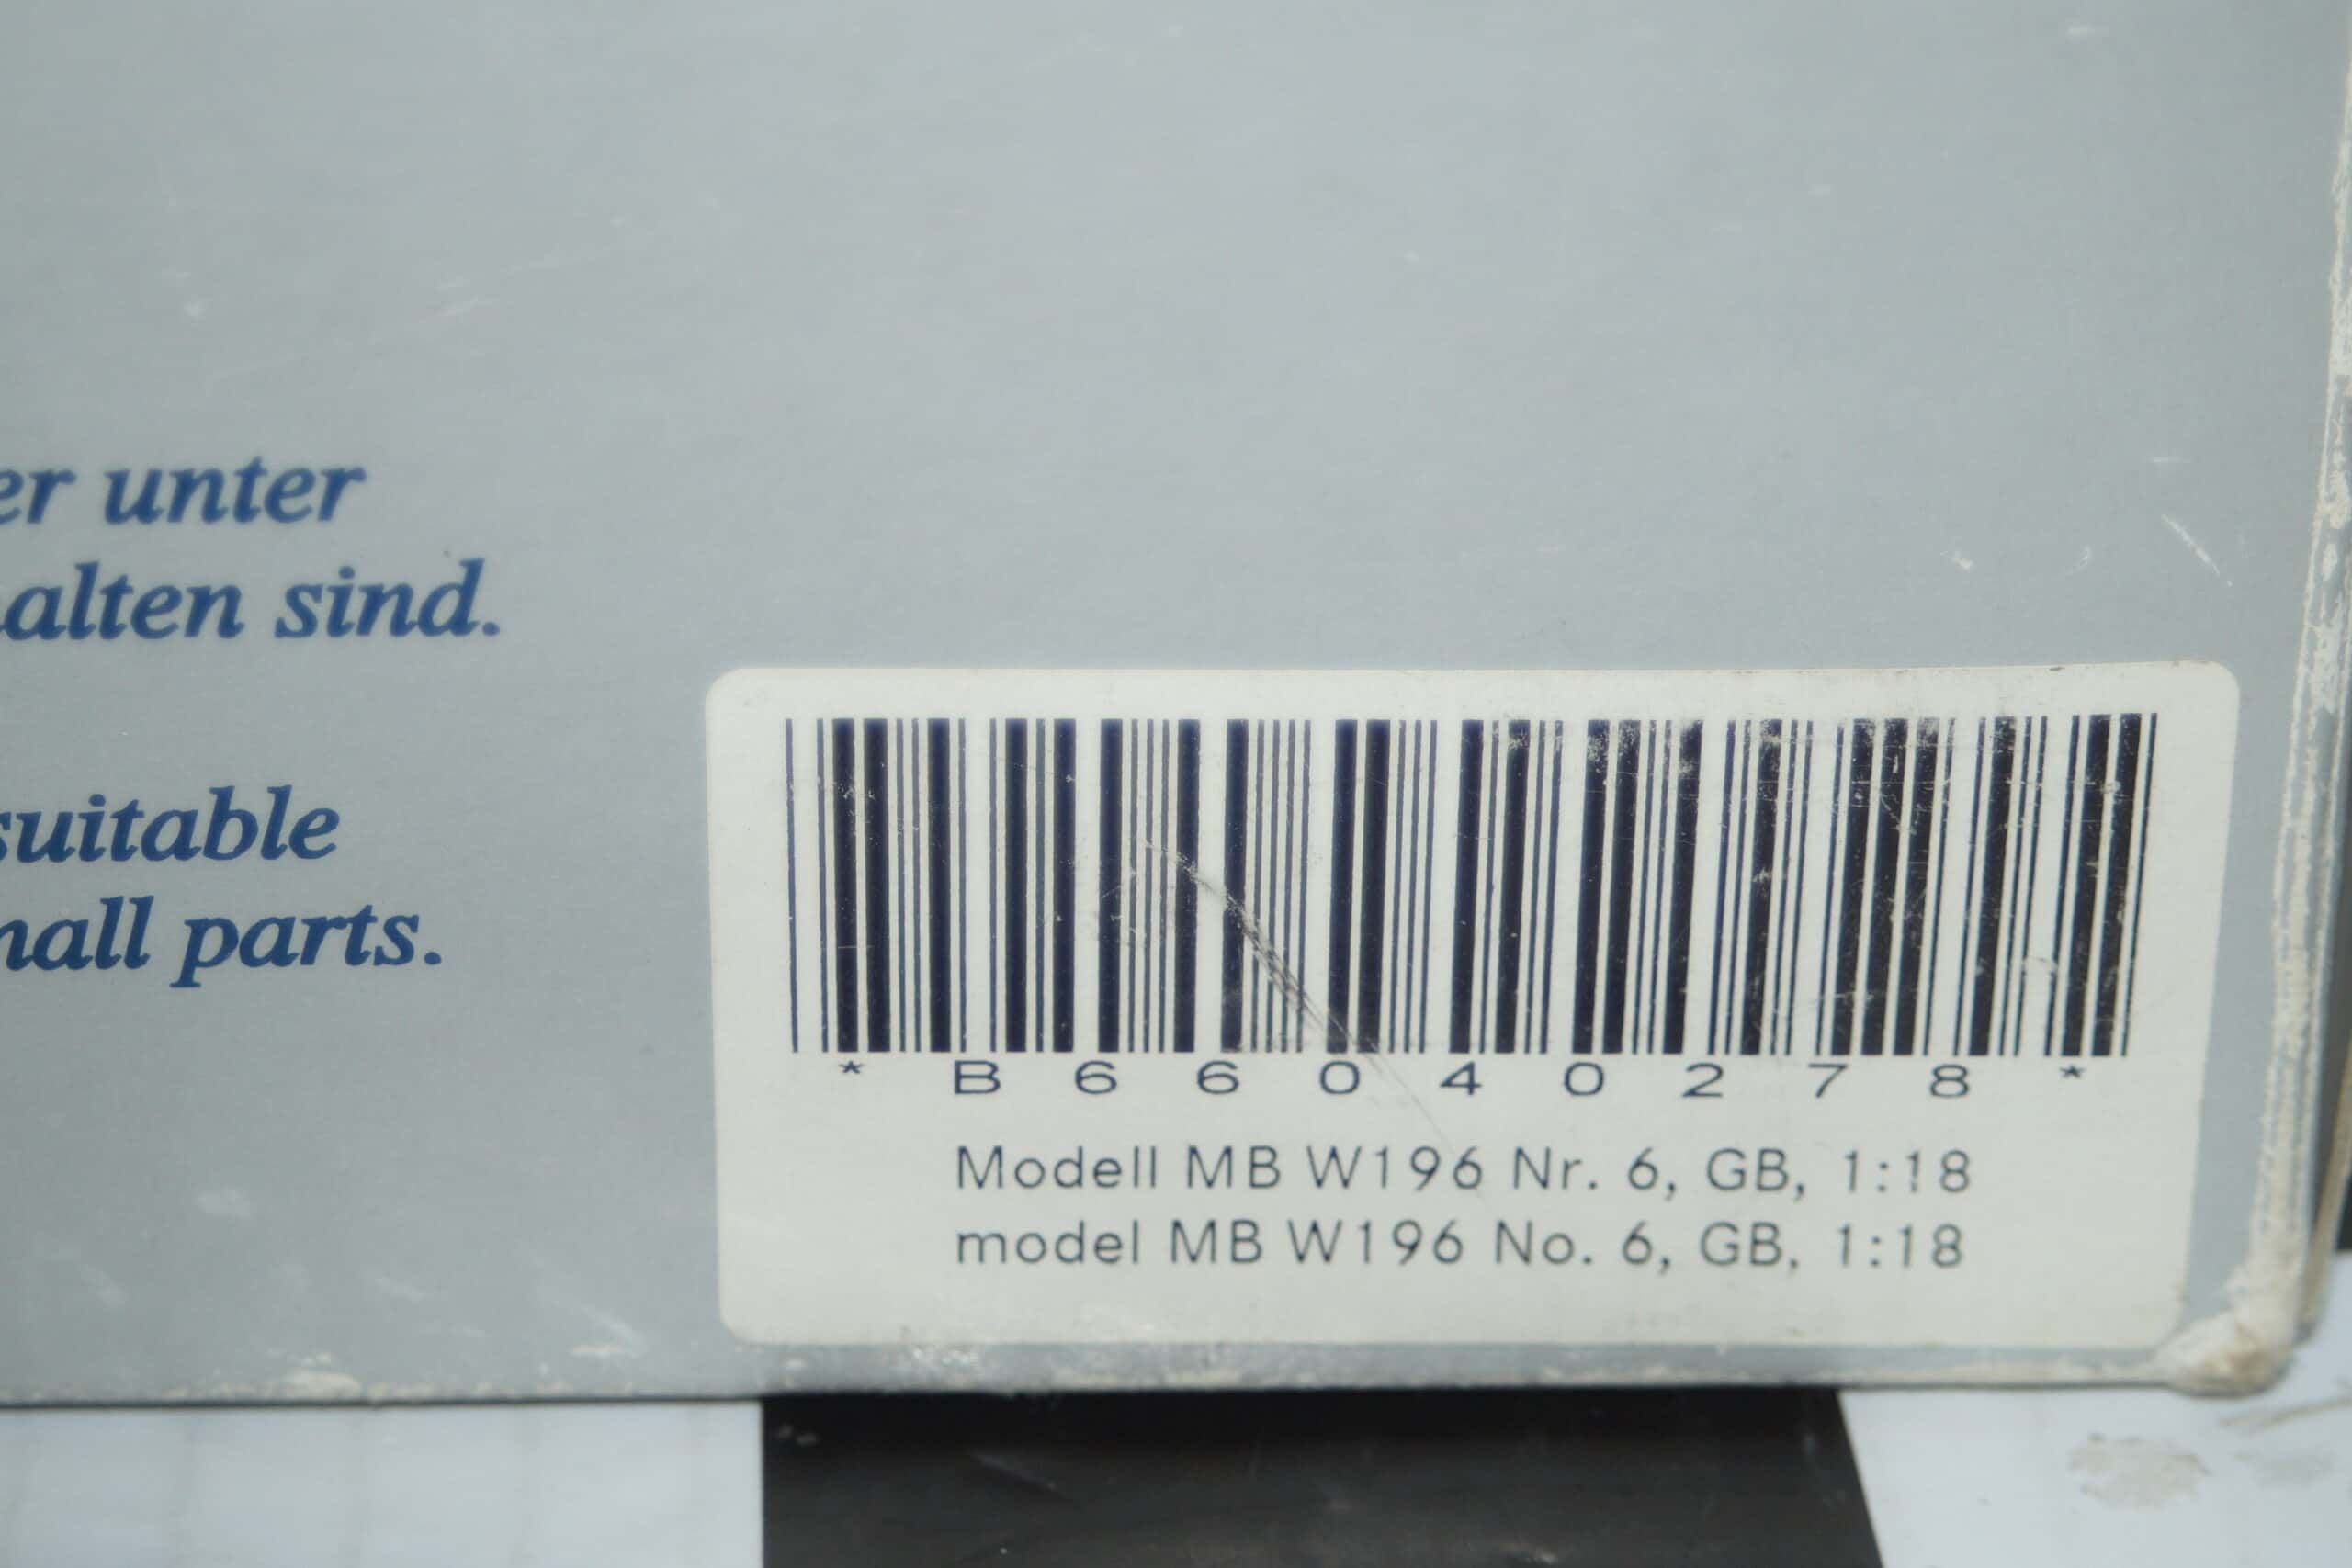 er unter
alten sind.
suitable
mall parts.
*B66040278*
Modell MB W196 Nr. 6, GB, 1:18
model MB W196 No. 6, GB, 1:18